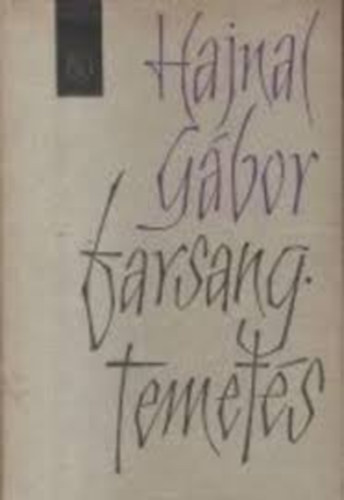 Hajnal
Gábor
farsang-
temetés